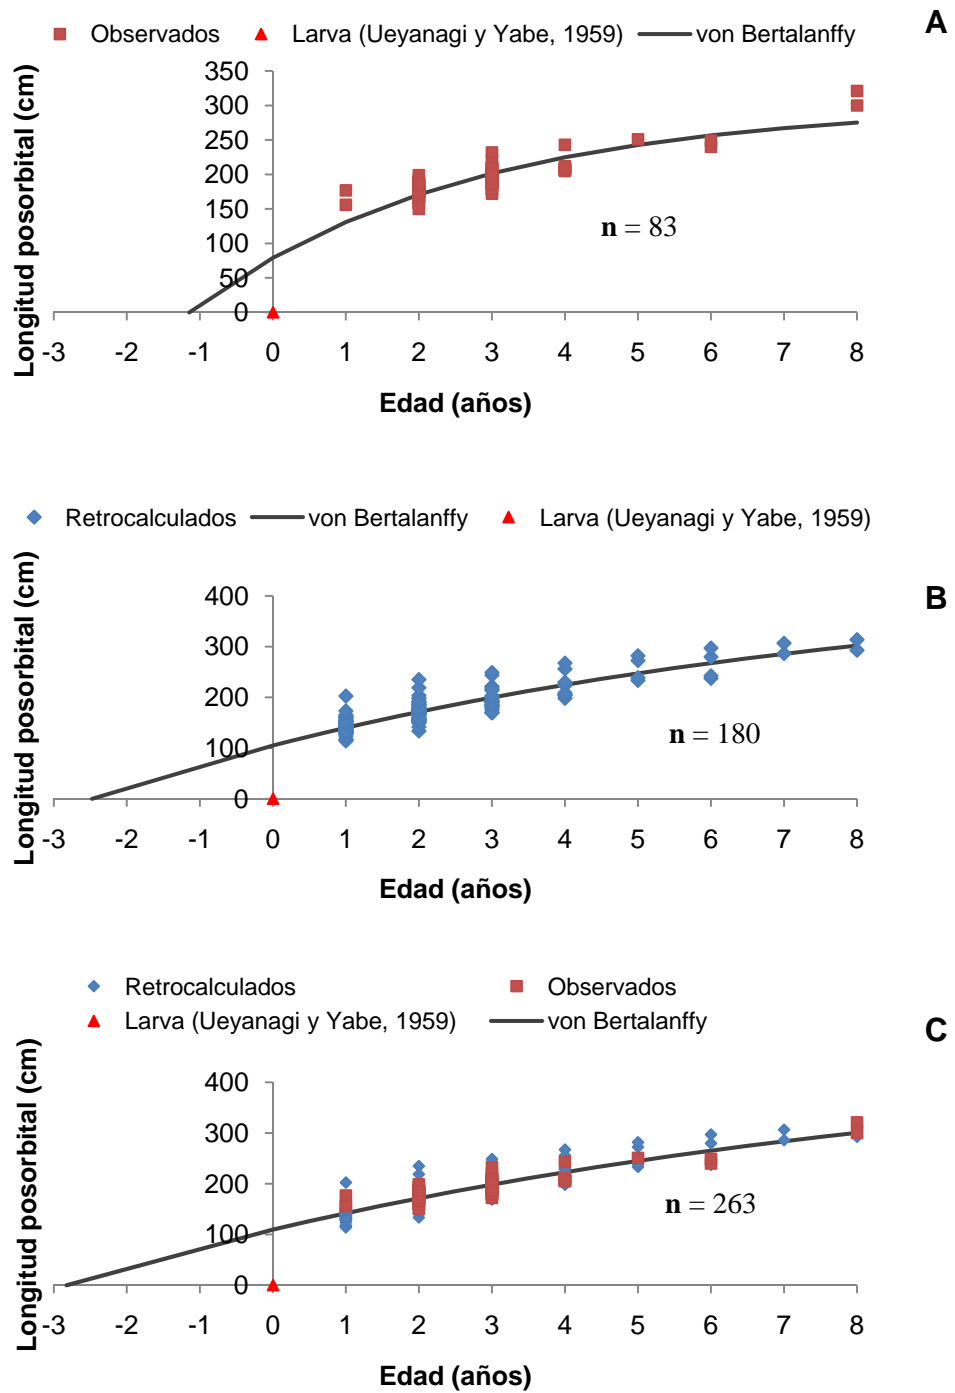 A
Observados Larva (Ueyanagi y Yabe, 1959) von Bertalanffy
Longitud posorbital (cm)
350
300
250
200
150
100
50
0
n = 83
-3 -2 -1 0 1 2 3 4 5 6 7 8
Edad (años)
Retrocalculados von Bertalanffy Larva (Ueyanagi y Yabe, 1959)
B
Longitud posorbital (cm)
400
300
200
100
0
n = 180
-3 -2 -1 0 1 2 3 4 5 6 7 8
Edad (años)
Retrocalculados Observados
Larva (Ueyanagi y Yabe, 1959) von Bertalanffy
C
Longitud posorbital (cm)
400
300
200
100
0
n = 263
-3 -2 -1 0 1 2 3 4 5 6 7 8
Edad (años)